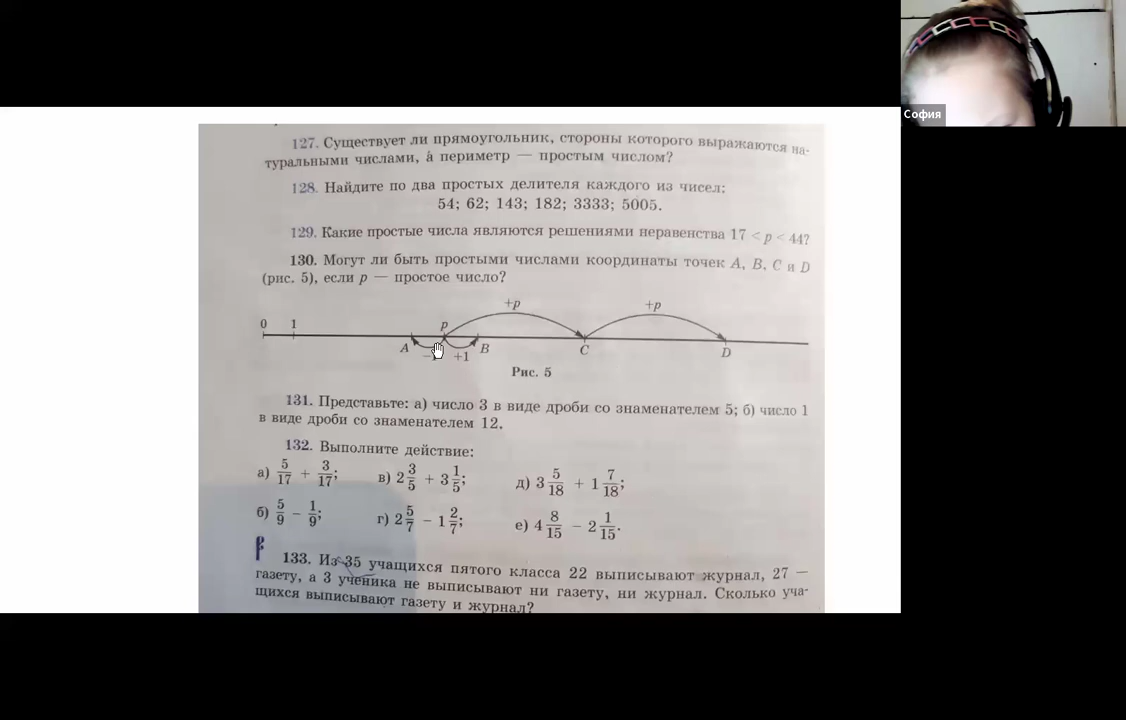 София
127. Существует ли прямоугольник, стороны которого выражаются на-
туральными числами, а периметр — простым числом?
128. Найдите по два простых делителя каждого из чисел:
54; 62; 143; 182; 3333; 5005.
129. Какие простые числа являются решениями неравенства 17 < p < 44?
130. Могут ли быть простыми числами координаты точек A, B, C и D
(рис. 5), если p — простое число?
+p +p
0 1 p
A B C D
+1
Рис. 5
131. Представьте: а) число 3 в виде дроби со знаменателем 5; б) число 1
в виде дроби со знаменателем 12.
132. Выполните действие:
а) 5/17 + 3/17; в) 2 3/5 + 3 1/5; д) 3 5/18 + 1 7/18;
б) 5/9 − 1/9; г) 2 5/7 − 1 2/7; е) 4 8/15 − 2 1/15.
133. Из 35 учащихся пятого класса 22 выписывают журнал, 27 —
газету, а 3 ученика не выписывают ни газету, ни журнал. Сколько уча-
щихся выписывают газету и журнал?